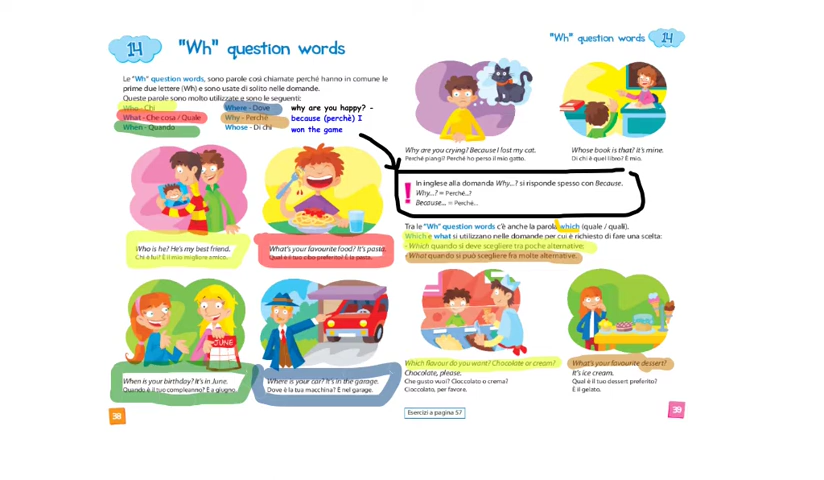 14
"Wh" question words
Le "Wh" question words, sono parole così chiamate perché hanno in comune le
prime due lettere (Wh) e sono usate di solito nelle domande.
Queste parole sono molto utilizzate e sono le seguenti:
Who - Chi
What - Che cosa / Quale
When - Quando
Where - Dove
Why - Perché
Whose - Di chi
why are you happy? -
because (perchè) I
won the game
Who is he? He's my best friend.
Chi è lui? È il mio migliore amico.
What's your favourite food? It's pasta.
Qual è il tuo cibo preferito? È la pasta.
JUNE
When is your birthday? It's in June.
Quando è il tuo compleanno? È a giugno.
Where is your car? It's in the garage.
Dove è la tua macchina? È nel garage.
38
"Wh" question words
14
Why are you crying? Because I lost my cat.
Perché piangi? Perché ho perso il mio gatto.
Whose book is that? It's mine.
Di chi è quel libro? È mio.
!
In inglese alla domanda Why...? si risponde spesso con Because.
Why...? = Perché...?
Because... = Perché...
Tra le "Wh" question words c'è anche la parola which (quale / quali).
Which e what si utilizzano nelle domande per cui è richiesto di fare una scelta:
- Which quando si deve scegliere tra poche alternative;
- What quando si può scegliere fra molte alternative.
Which flavour do you want? Chocolate or cream?
Chocolate, please.
Che gusto vuoi? Cioccolato o crema?
Cioccolato, per favore.
What's your favourite dessert?
It's ice cream.
Qual è il tuo dessert preferito?
È il gelato.
Esercizi a pagina 57
39